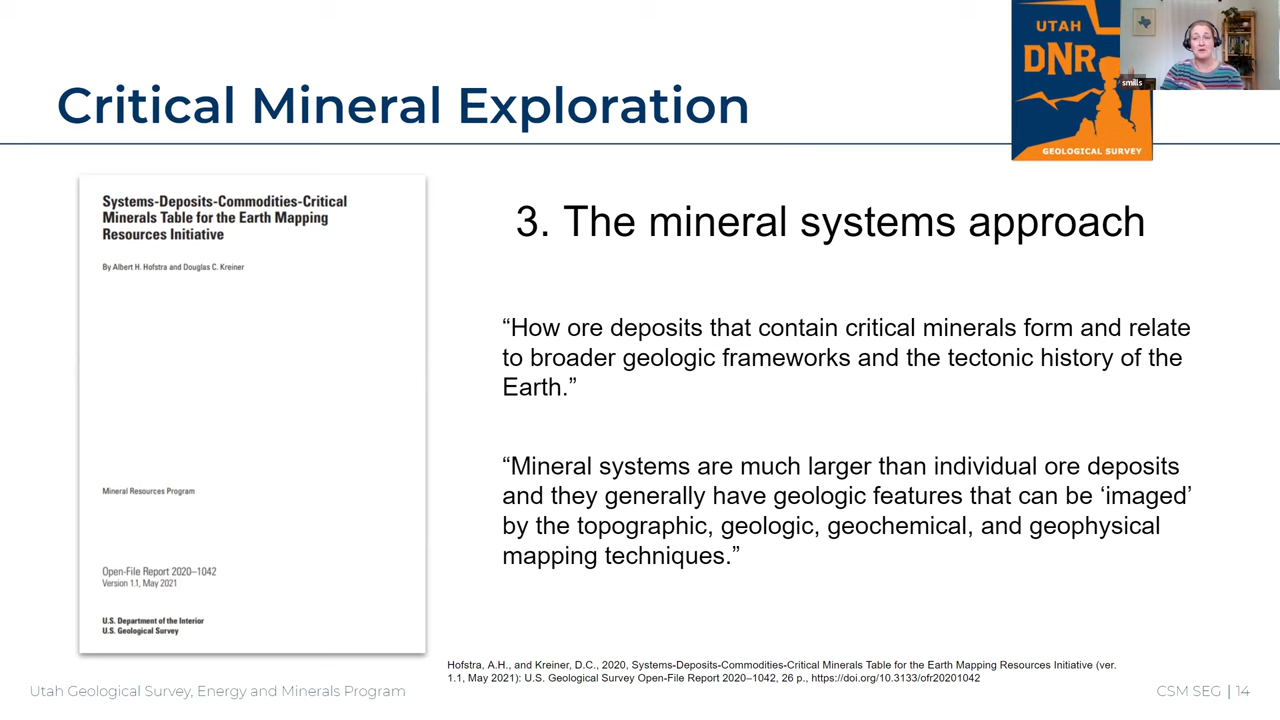 UTAH
DNR
GEOLOGICAL SURVEY
smills
Critical Mineral Exploration
Systems-Deposits-Commodities-Critical
Minerals Table for the Earth Mapping
Resources Initiative
By Albert H. Hofstra and Douglas C. Kreiner
Mineral Resources Program
Open-File Report 2020–1042
Version 1.1, May 2021
U.S. Department of the Interior
U.S. Geological Survey
3. The mineral systems approach
“How ore deposits that contain critical minerals form and relate
to broader geologic frameworks and the tectonic history of the
Earth.”
“Mineral systems are much larger than individual ore deposits
and they generally have geologic features that can be ‘imaged’
by the topographic, geologic, geochemical, and geophysical
mapping techniques.”
Hofstra, A.H., and Kreiner, D.C., 2020, Systems-Deposits-Commodities-Critical Minerals Table for the Earth Mapping Resources Initiative (ver.
1.1, May 2021): U.S. Geological Survey Open-File Report 2020–1042, 26 p., https://doi.org/10.3133/ofr20201042
Utah Geological Survey, Energy and Minerals Program
CSM SEG | 14